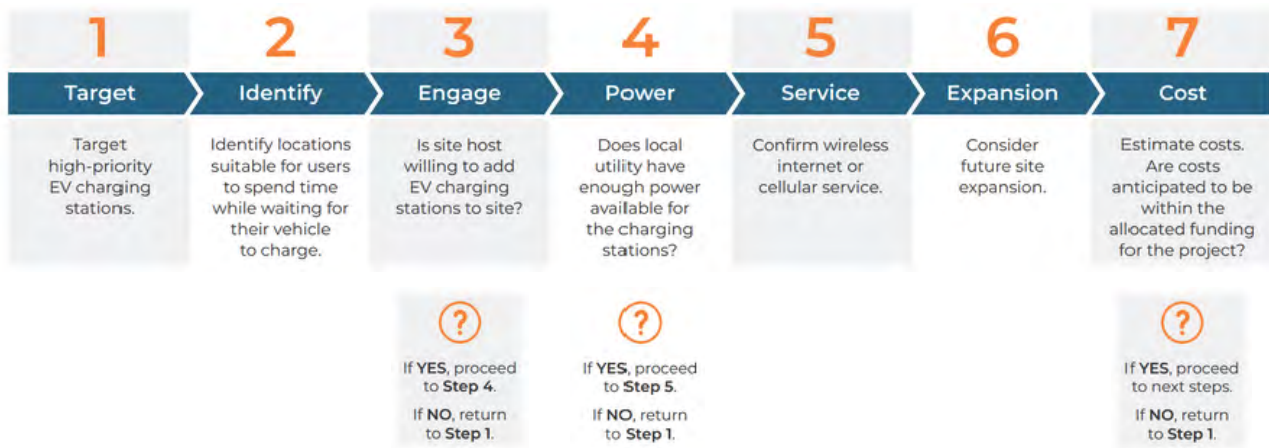 1
Target
Target
high-priority
EV charging
stations.
2
Identify
Identify locations
suitable for users
to spend time
while waiting for
their vehicle
to charge.
3
Engage
Is site host
willing to add
EV charging
stations to site?
?
If YES, proceed
to Step 4.
If NO, return
to Step 1.
4
Power
Does local
utility have
enough power
available for
the charging
stations?
?
If YES, proceed
to Step 5.
If NO, return
to Step 1.
5
Service
Confirm wireless
internet or
cellular service.
6
Expansion
Consider
future site
expansion.
7
Cost
Estimate costs.
Are costs
anticipated to be
within the
allocated funding
for the project?
?
If YES, proceed
to next steps.
If NO, return
to Step 1.